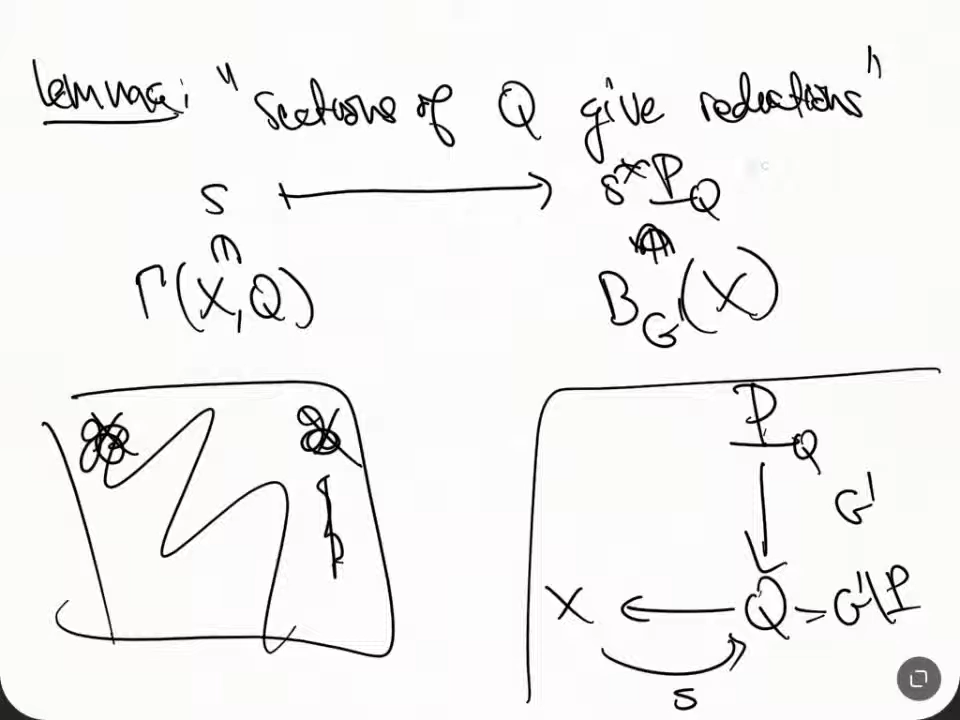 Lemma: "sections of Q give reductions"
s ⟼ s*P_Q
Γ(X,Q) B_G'(X)
P_Q
G'
X ← Q = G'\P
s